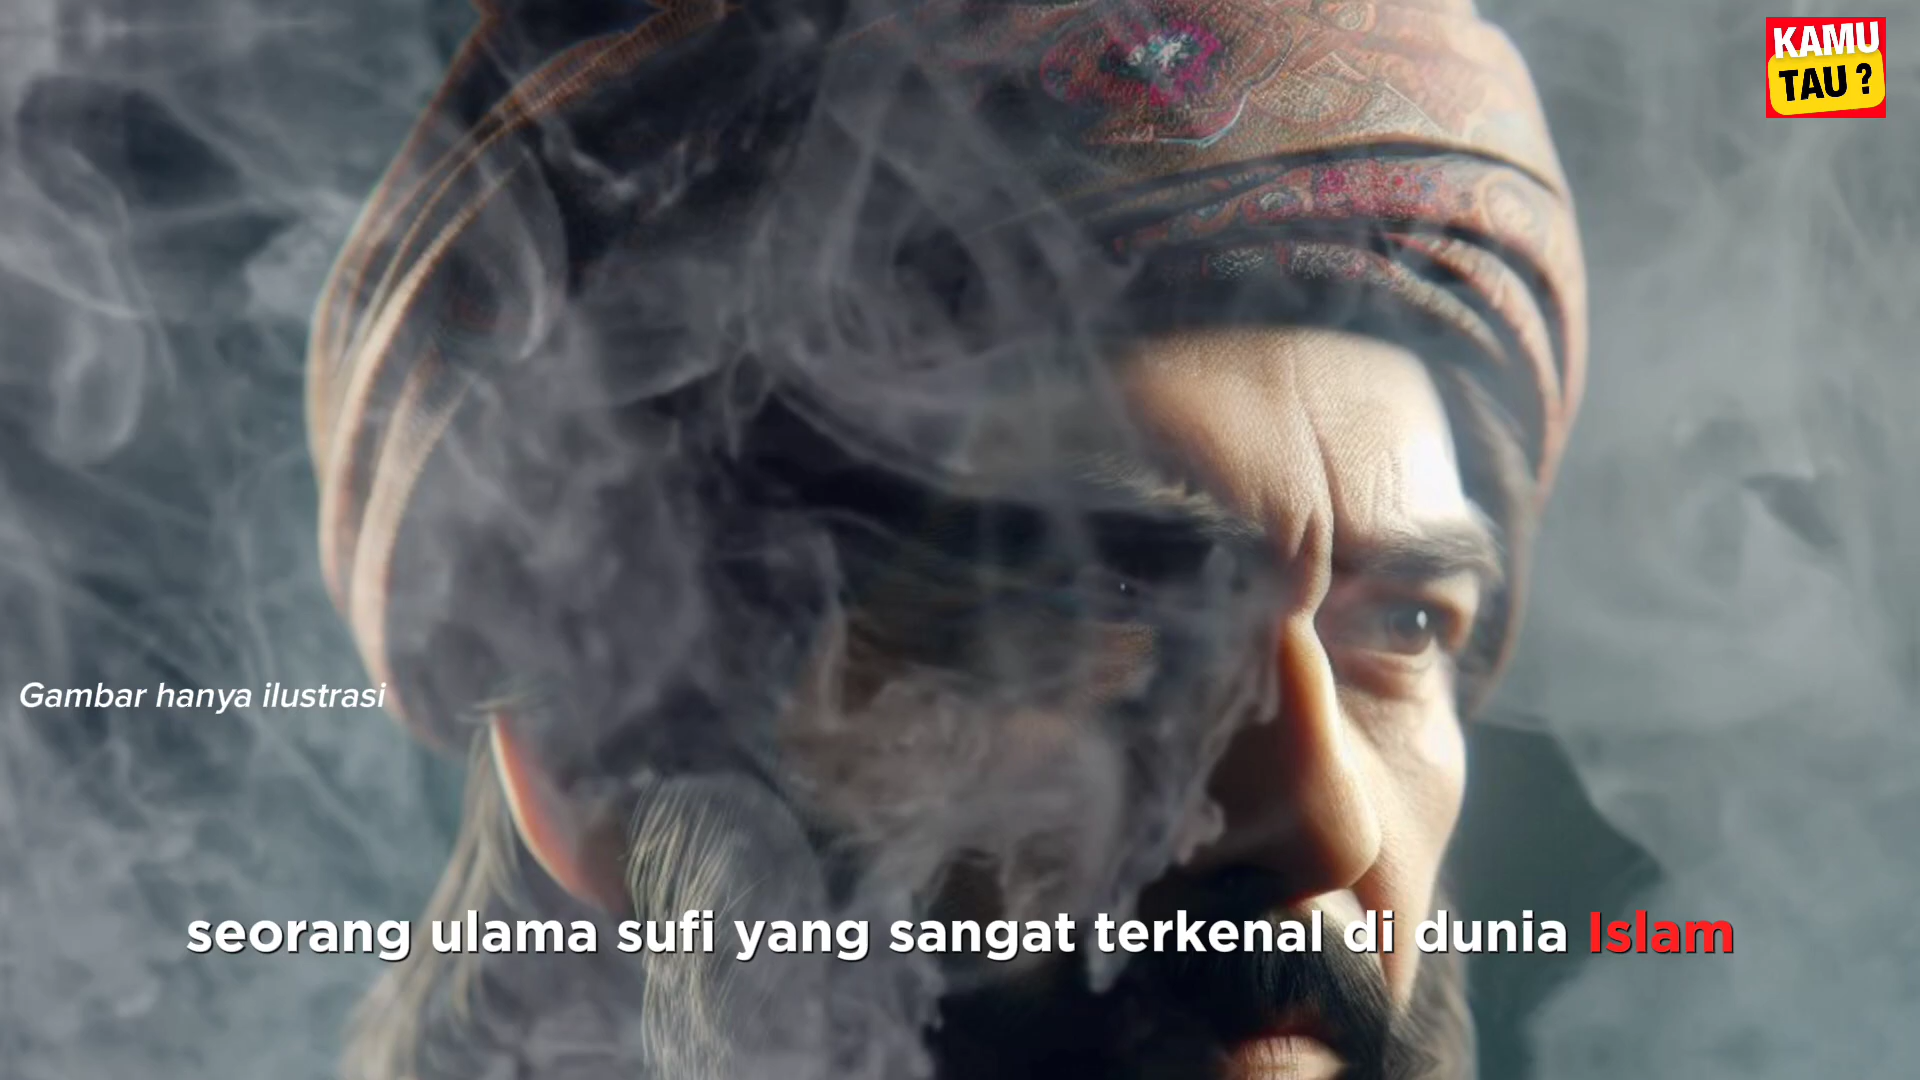 KAMU
TAU ?
Gambar hanya ilustrasi
seorang ulama sufi yang sangat terkenal di dunia Islam